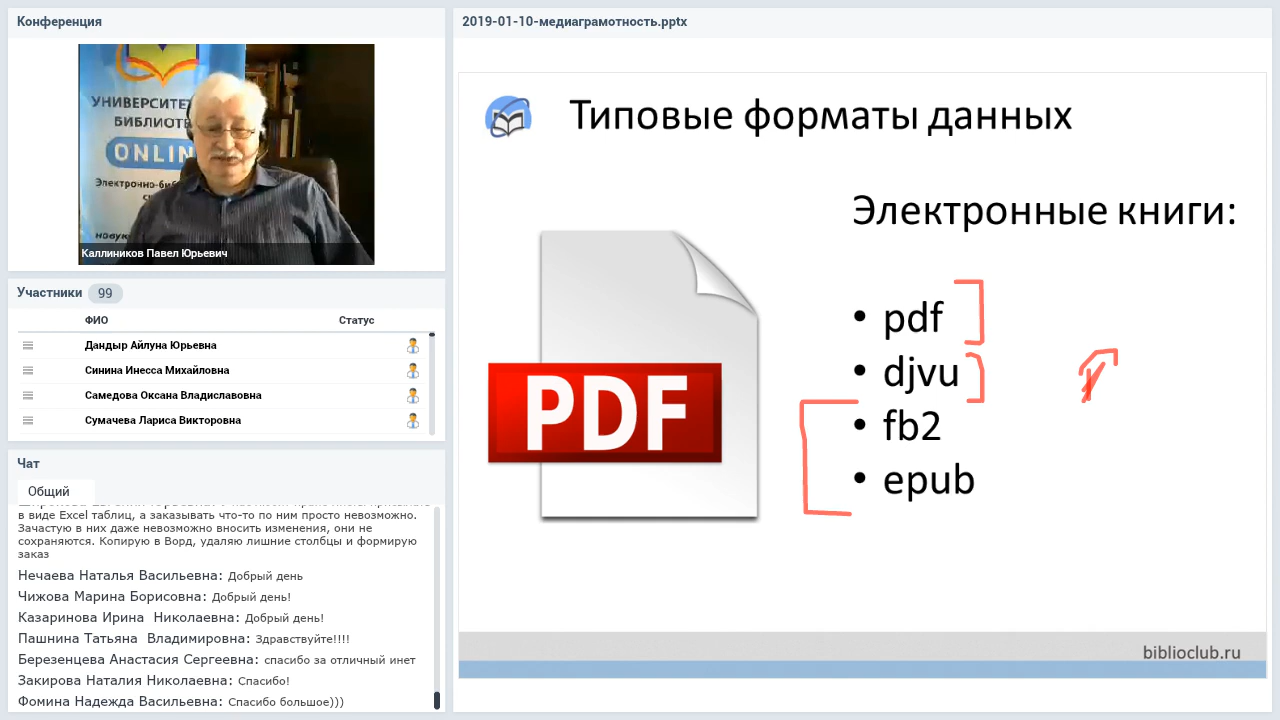 Конференция
УНИВЕРСИТЕ
БИБЛИОТЕ
ONLIN
Электронно-биб
Каллиников Павел Юрьевич
Участники 99
ФИО Статус
Дандыр Айлуна Юрьевна
Синина Инесса Михайловна
Самедова Оксана Владиславовна
Сумачева Лариса Викторовна
Чат
Общий
в виде Excel таблиц, а заказывать что-то по ним просто невозможно.
Зачастую в них даже невозможно вносить изменения, они не
сохраняются. Копирую в Ворд, удаляю лишние столбцы и формирую
заказ
Нечаева Наталья Васильевна: Добрый день
Чижова Марина Борисовна: Добрый день!
Казаринова Ирина Николаевна: Добрый день!
Пашнина Татьяна Владимировна: Здравствуйте!!!!
Березенцева Анастасия Сергеевна: спасибо за отличный инет
Закирова Наталия Николаевна: Спасибо!
Фомина Надежда Васильевна: Спасибо большое)))
2019-01-10-медиаграмотность.pptx
Типовые форматы данных
Электронные книги:
PDF
• pdf
• djvu
• fb2
• epub
biblioclub.ru